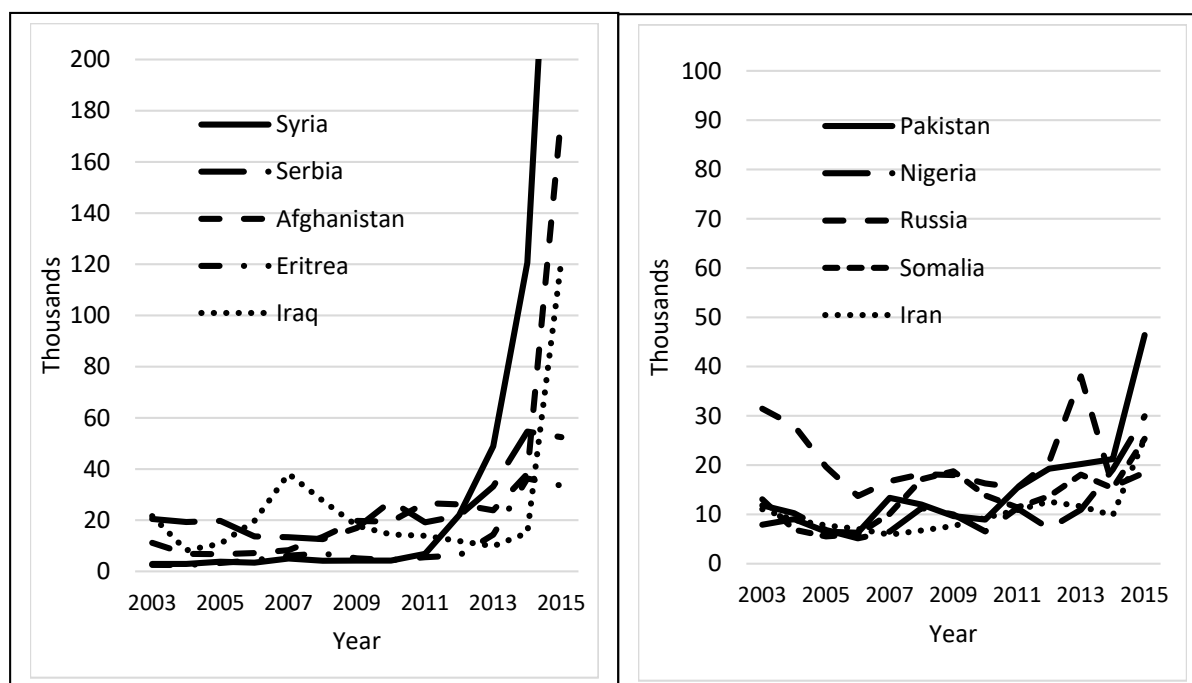 200
180
160
140
120
100
80
60
40
20
0
Thousands
Syria
Serbia
Afghanistan
Eritrea
Iraq
2003 2005 2007 2009 2011 2013 2015
Year
100
90
80
70
60
50
40
30
20
10
0
Thousands
Pakistan
Nigeria
Russia
Somalia
Iran
2003 2005 2007 2009 2011 2013 2015
Year